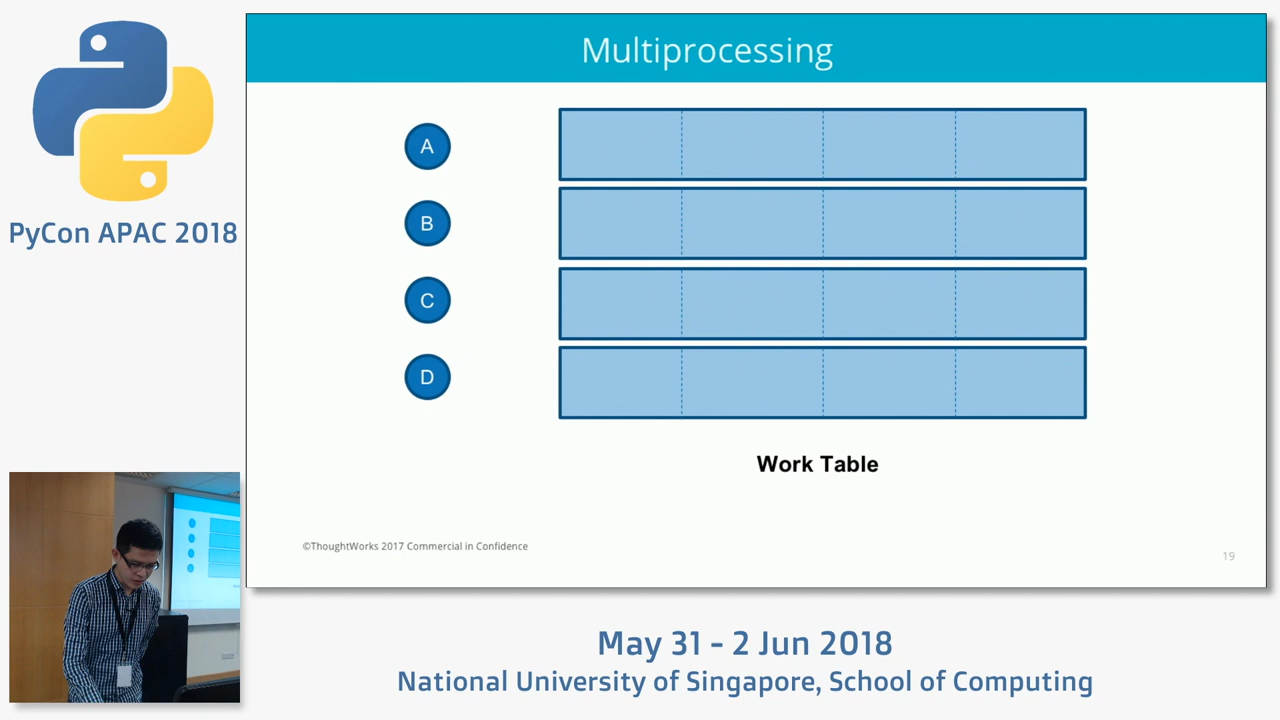 PyCon APAC 2018
Multiprocessing
A
B
C
D
Work Table
©ThoughtWorks 2017 Commercial in Confidence
19
May 31 - 2 Jun 2018
National University of Singapore, School of Computing